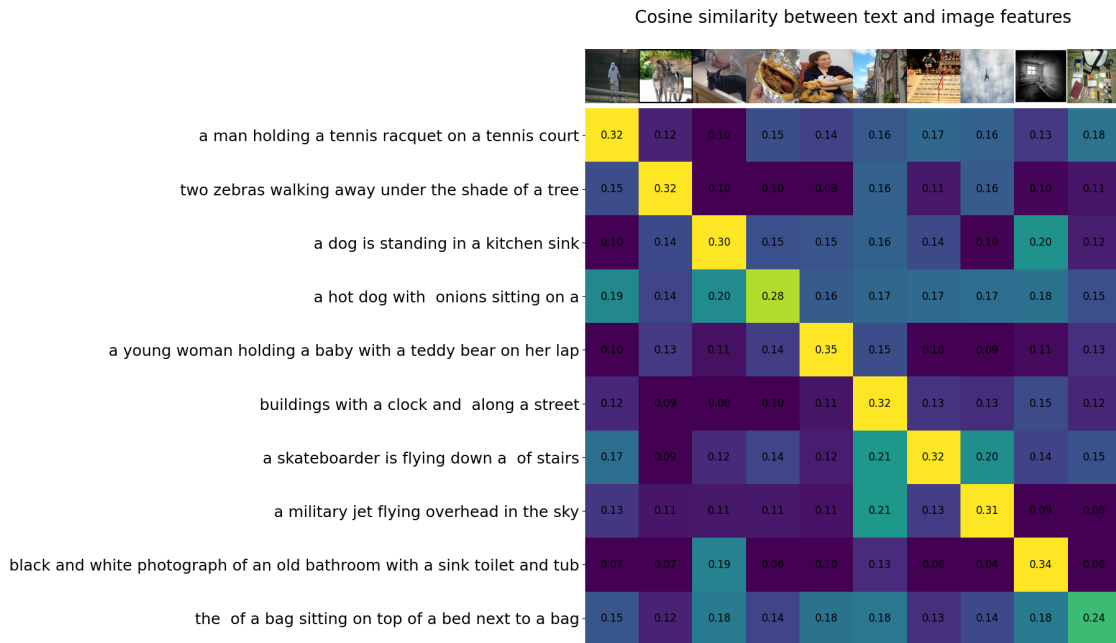 Cosine similarity between text and image features
a man holding a tennis racquet on a tennis court 0.32 0.12 0.10 0.15 0.14 0.16 0.17 0.16 0.13 0.18
two zebras walking away under the shade of a tree 0.15 0.32 0.10 0.10 0.09 0.16 0.11 0.16 0.10 0.11
a dog is standing in a kitchen sink 0.10 0.14 0.30 0.15 0.15 0.16 0.14 0.10 0.20 0.12
a hot dog with  onions sitting on a 0.19 0.14 0.20 0.28 0.16 0.17 0.17 0.17 0.18 0.15
a young woman holding a baby with a teddy bear on her lap 0.10 0.13 0.11 0.14 0.35 0.15 0.10 0.09 0.11 0.13
buildings with a clock and  along a street 0.12 0.09 0.08 0.10 0.11 0.32 0.13 0.13 0.15 0.12
a skateboarder is flying down a  of stairs 0.17 0.09 0.12 0.14 0.12 0.21 0.32 0.20 0.14 0.15
a military jet flying overhead in the sky 0.13 0.11 0.11 0.11 0.11 0.21 0.13 0.31 0.09 0.09
black and white photograph of an old bathroom with a sink toilet and tub 0.07 0.07 0.19 0.06 0.10 0.13 0.06 0.04 0.34 0.06
the  of a bag sitting on top of a bed next to a bag 0.15 0.12 0.18 0.14 0.18 0.18 0.13 0.14 0.18 0.24